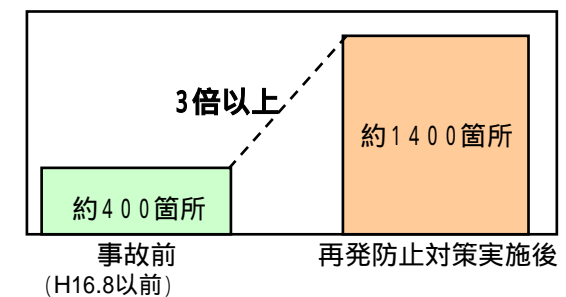 3倍以上
約1400箇所
約400箇所
事故前
(H16.8以前)
再発防止対策実施後